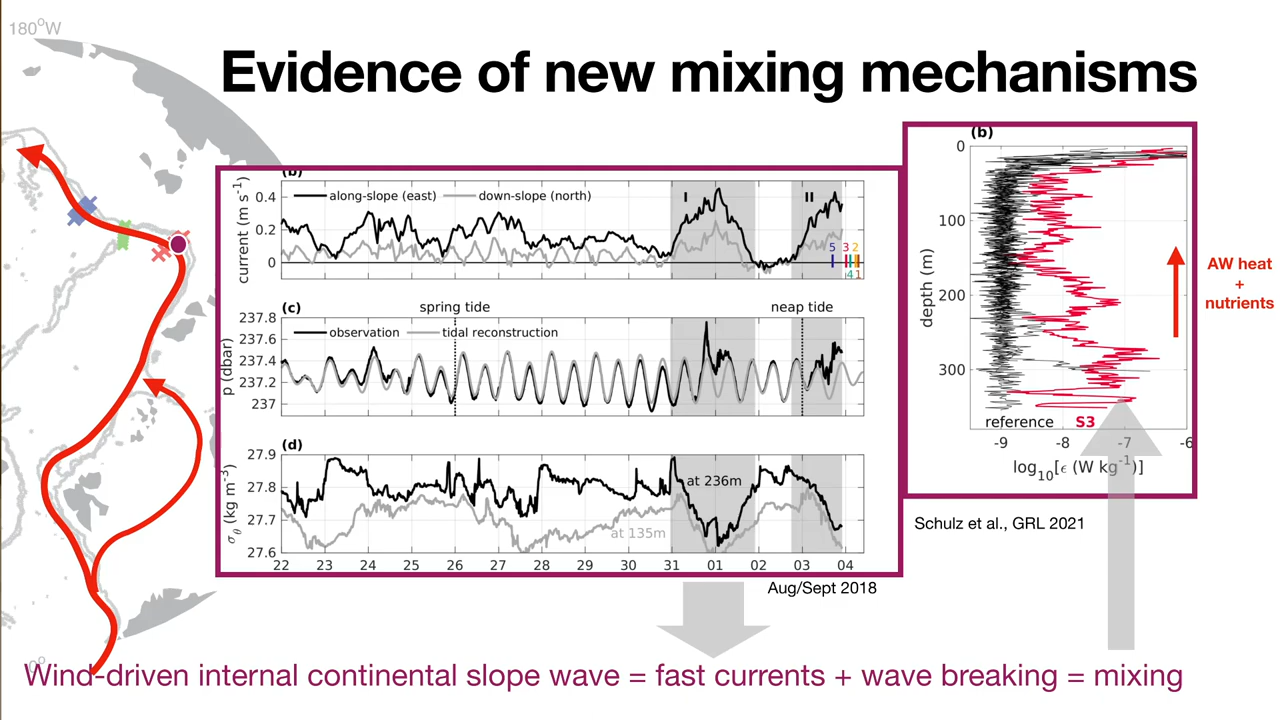 180°W
Evidence of new mixing mechanisms
(b)
current (m s⁻¹)
0.4
0.2
0
along-slope (east)
down-slope (north)
I
II
5
3
2
4
1
(c)
spring tide
neap tide
p (dbar)
237.8
237.6
237.4
237.2
237
observation
tidal reconstruction
(d)
σθ (kg m⁻³)
27.9
27.8
27.7
27.6
at 236m
at 135m
22 23 24 25 26 27 28 29 30 31 01 02 03 04
Aug/Sept 2018
(b)
depth (m)
0
100
200
300
reference
S3
-9 -8 -7 -6
log₁₀[ϵ (W kg⁻¹)]
AW heat
+
nutrients
Schulz et al., GRL 2021
0°
Wind-driven internal continental slope wave = fast currents + wave breaking = mixing